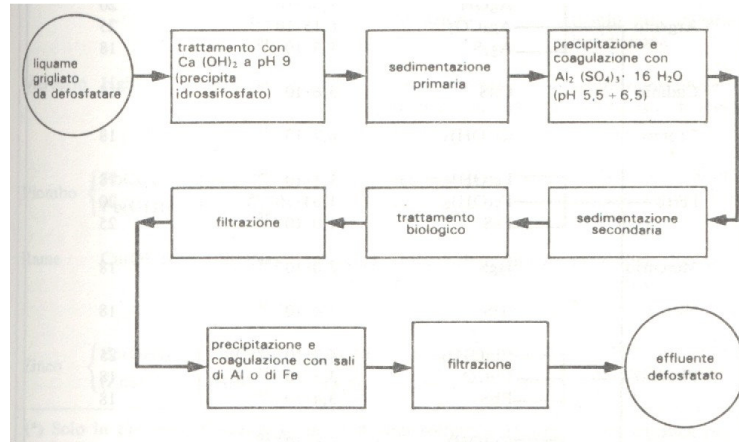 liquame
grigliato
da defosfatare
trattamento con
Ca (OH)₂ a pH 9
(precipita
idrossifosfato)
sedimentazione
primaria
precipitazione e
coagulazione con
Al₂ (SO₄)₃· 16 H₂O
(pH 5,5 + 6,5)
sedimentazione
secondaria
trattamento
biologico
filtrazione
precipitazione e
coagulazione con sali
di Al o di Fe
filtrazione
effluente
defosfatato